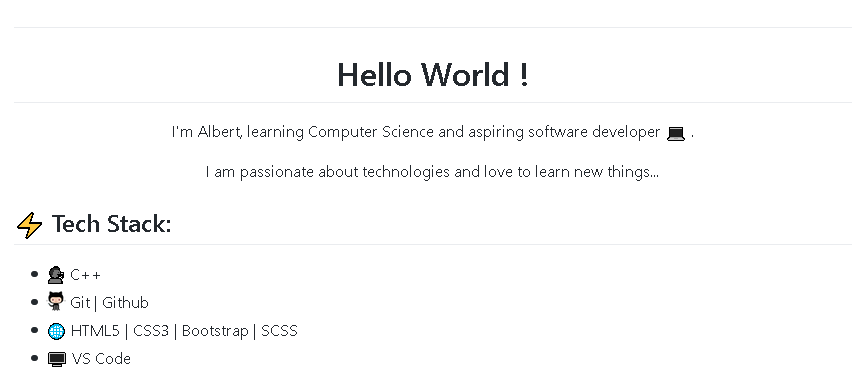 Hello World !
I'm Albert, learning Computer Science and aspiring software developer 💻 .
I am passionate about technologies and love to learn new things...
⚡ Tech Stack:
C++
Git | Github
HTML5 | CSS3 | Bootstrap | SCSS
VS Code